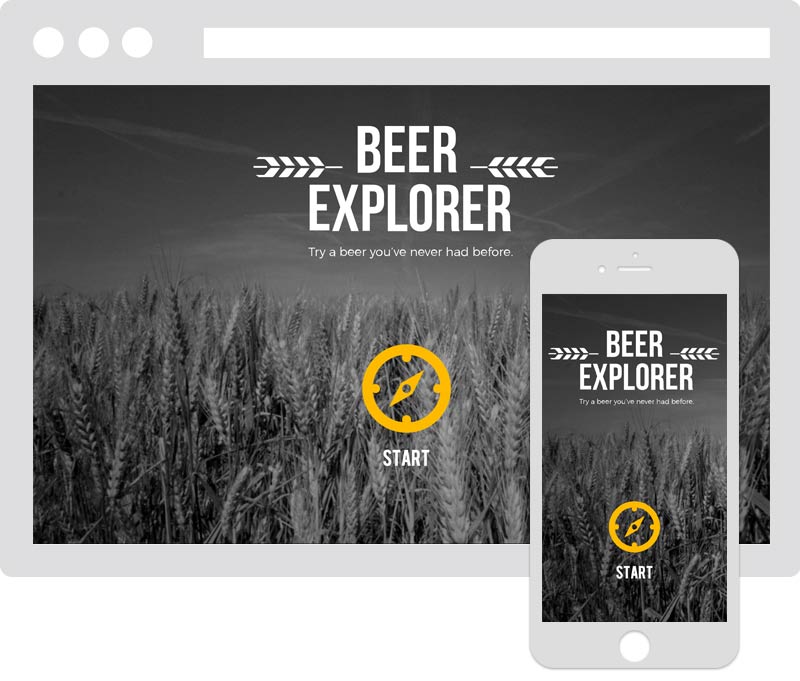 BEER
EXPLORER
Try a beer you've never had before.
START
BEER
EXPLORER
Try a beer you've never had before.
START